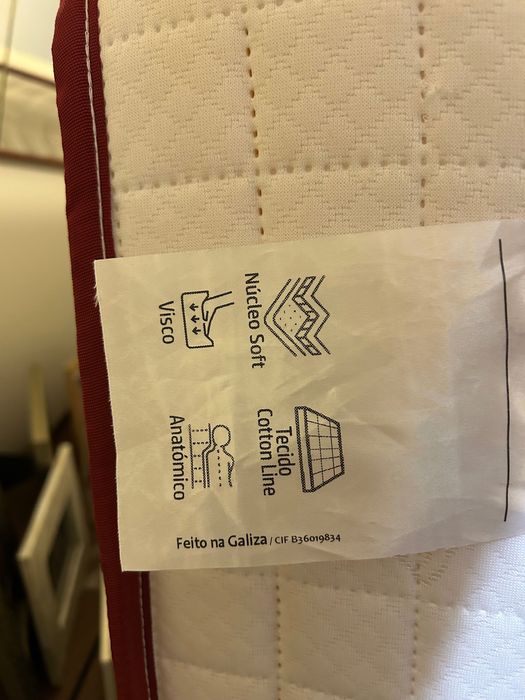 Núcleo Soft
Tecido
Cotton Line
Visco
Anatómico
Feito na Galiza / CIF B36019834